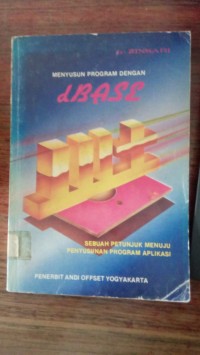 MENYUSUN PROGRAM DENGAN
dBASE
III+
SEBUAH PETUNJUK MENUJU
PENYUSUNAN PROGRAM APLIKASI
PENERBIT ANDI OFFSET YOGYAKARTA